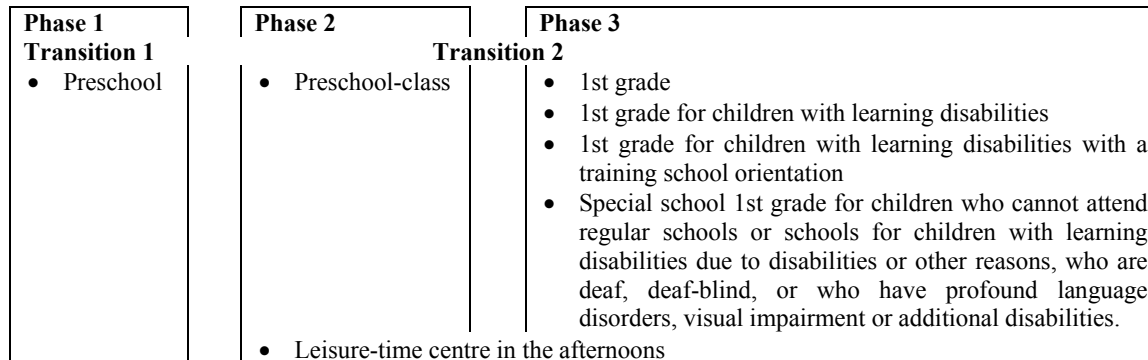 Phase 1 Phase 2 Phase 3
Transition 1 Transition 2
• Preschool • Preschool-class • 1st grade
• 1st grade for children with learning disabilities
• 1st grade for children with learning disabilities with a
training school orientation
• Special school 1st grade for children who cannot attend
regular schools or schools for children with learning
disabilities due to disabilities or other reasons, who are
deaf, deaf-blind, or who have profound language
disorders, visual impairment or additional disabilities.
• Leisure-time centre in the afternoons